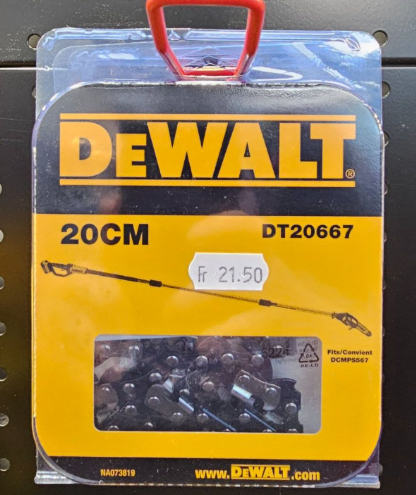 DEWALT®
20CM
DT20667
Fr 21.50
Fits/Convient
DCMPS567
NA073819
www.DEWALT.com